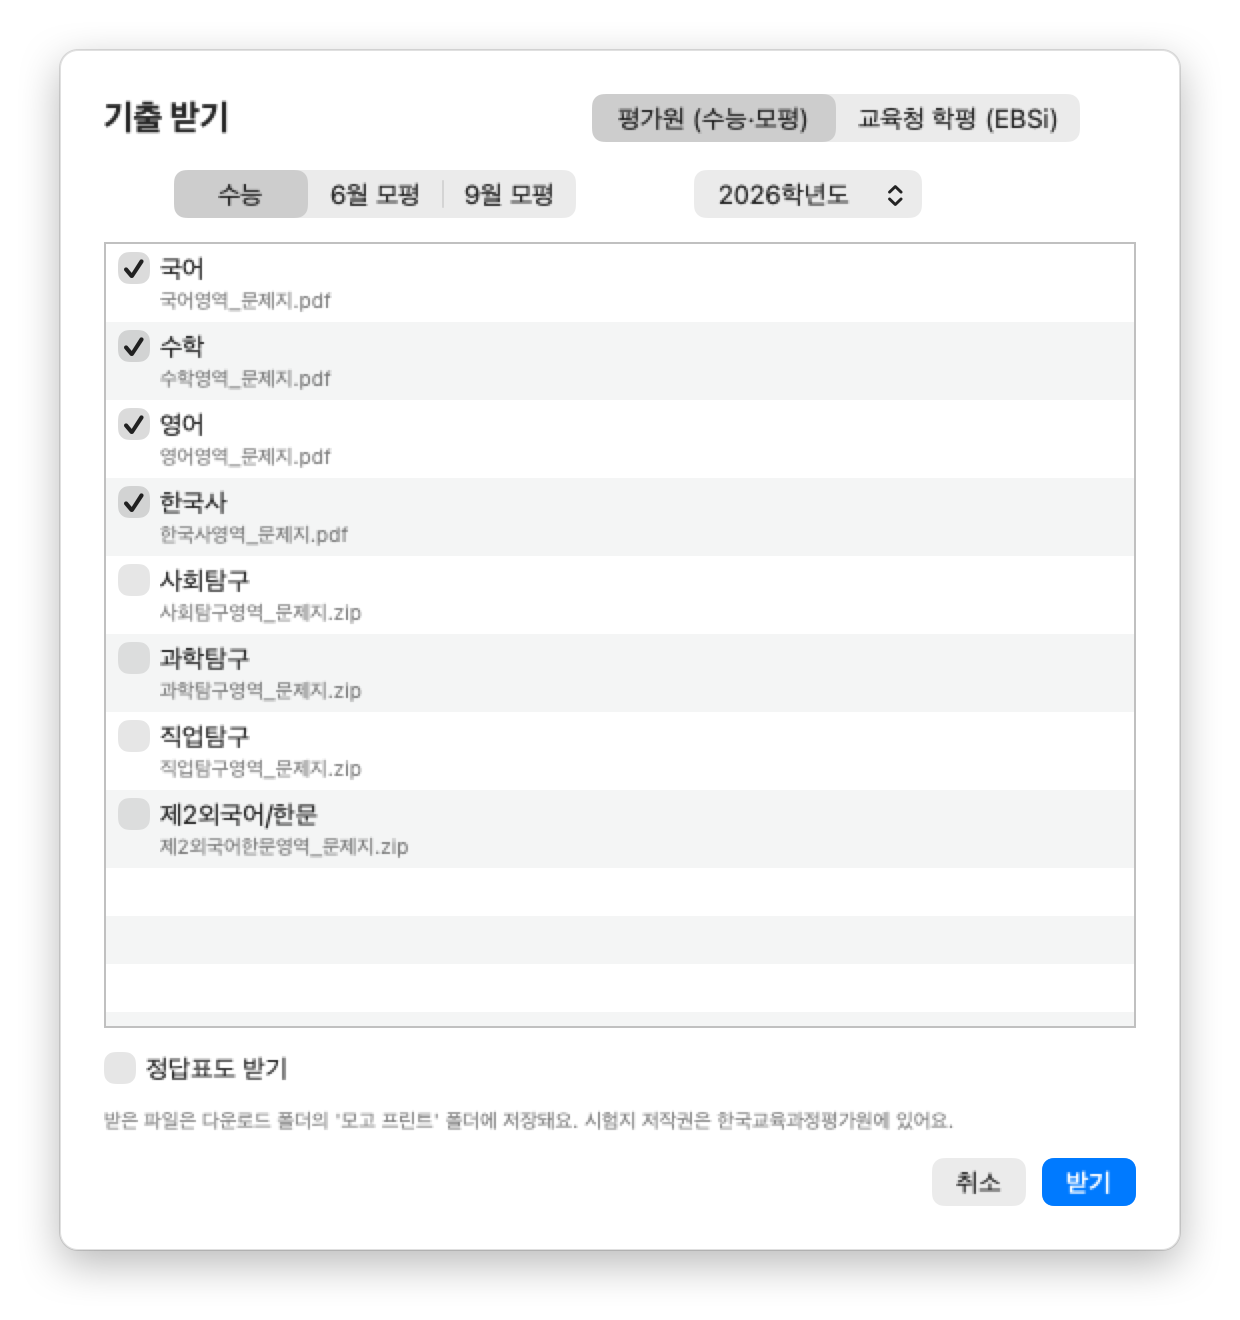 기출 받기
평가원 (수능·모평) 교육청 학평 (EBSi)
수능 6월 모평 9월 모평 2026학년도
국어
국어영역_문제지.pdf
수학
수학영역_문제지.pdf
영어
영어영역_문제지.pdf
한국사
한국사영역_문제지.pdf
사회탐구
사회탐구영역_문제지.zip
과학탐구
과학탐구영역_문제지.zip
직업탐구
직업탐구영역_문제지.zip
제2외국어/한문
제2외국어한문영역_문제지.zip
정답표도 받기
받은 파일은 다운로드 폴더의 '모고 프린트' 폴더에 저장돼요. 시험지 저작권은 한국교육과정평가원에 있어요.
취소 받기